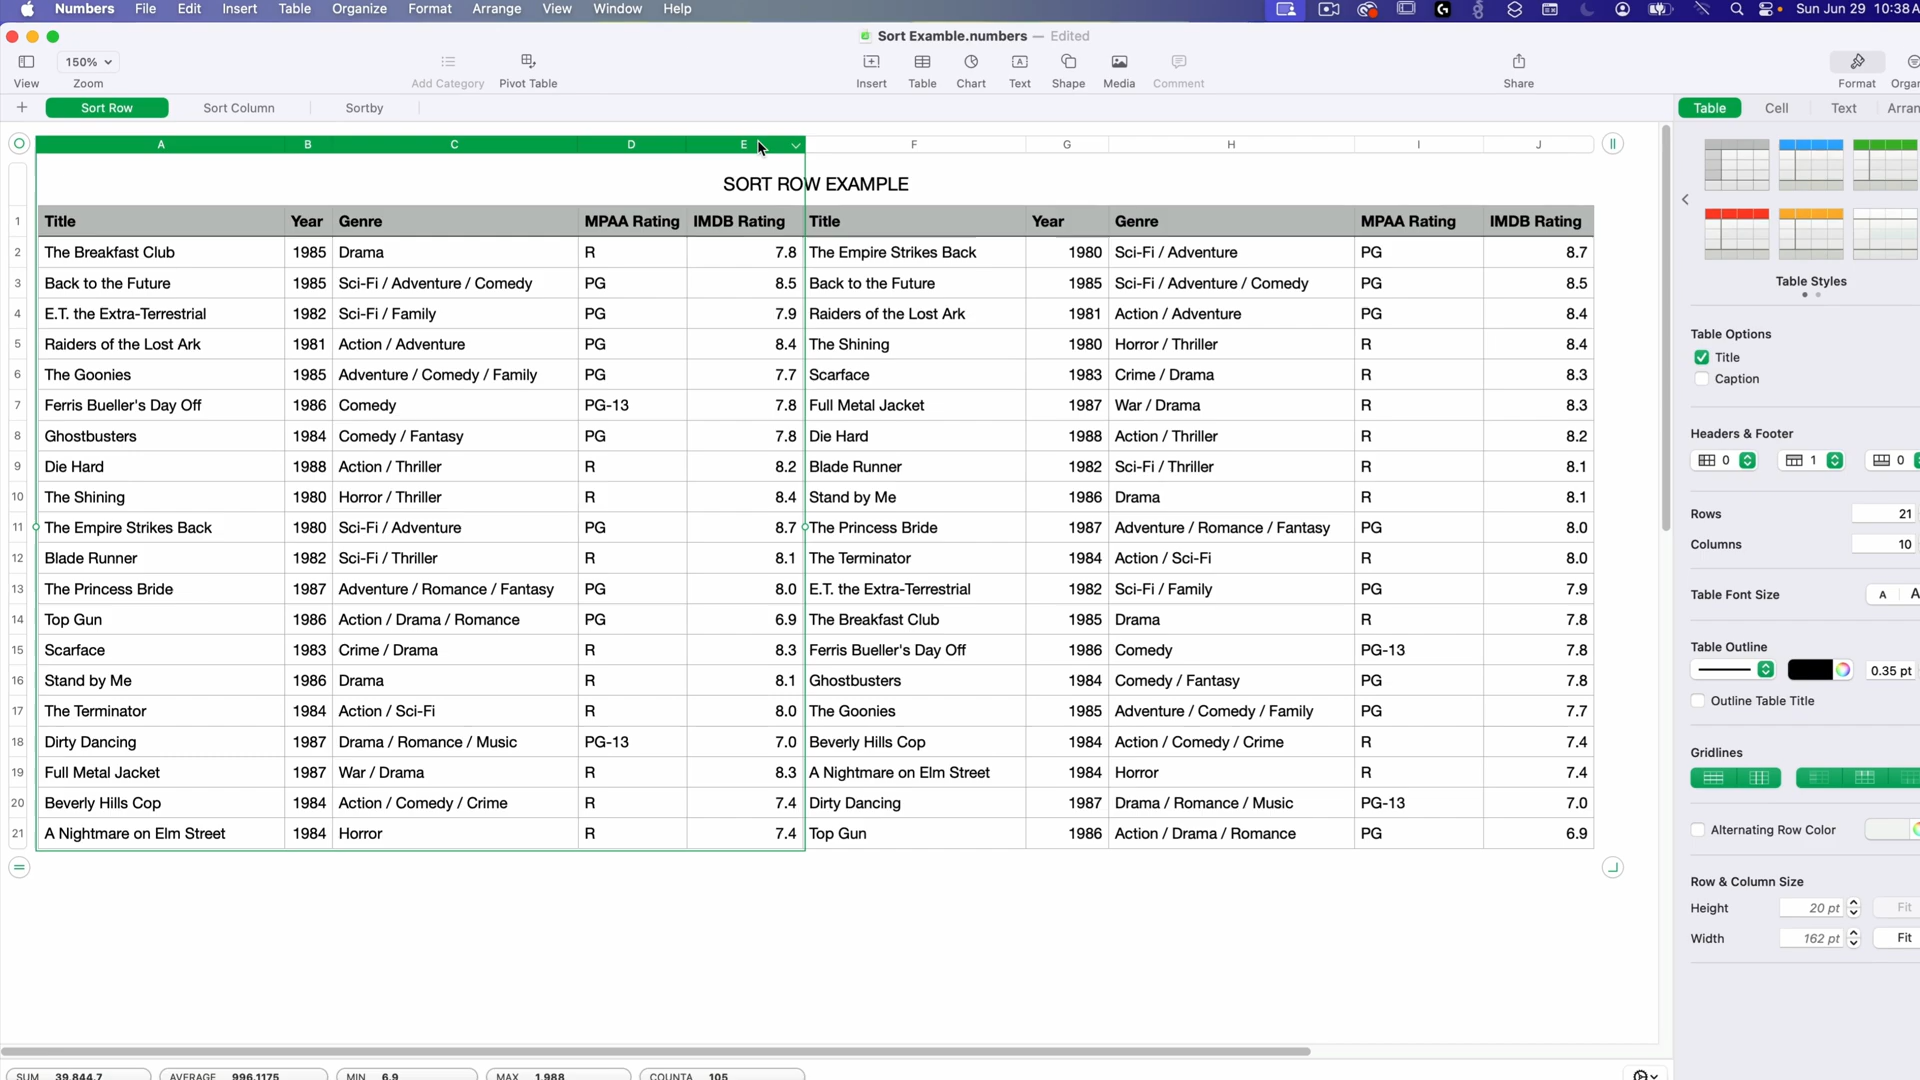 Numbers File Edit Insert Table Organize Format Arrange View Window Help Sun Jun 29 10:38 A
Sort Examble.numbers — Edited
150%
View Zoom Add Category Pivot Table Insert Table Chart Text Shape Media Comment Share Format Organ
Sort Row Sort Column Sortby Table Cell Text Arran
A B C D E F G H I J
SORT ROW EXAMPLE
1 Title Year Genre MPAA Rating IMDB Rating Title Year Genre MPAA Rating IMDB Rating
2 The Breakfast Club 1985 Drama R 7.8 The Empire Strikes Back 1980 Sci-Fi / Adventure PG 8.7
3 Back to the Future 1985 Sci-Fi / Adventure / Comedy PG 8.5 Back to the Future 1985 Sci-Fi / Adventure / Comedy PG 8.5
4 E.T. the Extra-Terrestrial 1982 Sci-Fi / Family PG 7.9 Raiders of the Lost Ark 1981 Action / Adventure PG 8.4
5 Raiders of the Lost Ark 1981 Action / Adventure PG 8.4 The Shining 1980 Horror / Thriller R 8.4
6 The Goonies 1985 Adventure / Comedy / Family PG 7.7 Scarface 1983 Crime / Drama R 8.3
7 Ferris Bueller's Day Off 1986 Comedy PG-13 7.8 Full Metal Jacket 1987 War / Drama R 8.3
8 Ghostbusters 1984 Comedy / Fantasy PG 7.8 Die Hard 1988 Action / Thriller R 8.2
9 Die Hard 1988 Action / Thriller R 8.2 Blade Runner 1982 Sci-Fi / Thriller R 8.1
10 The Shining 1980 Horror / Thriller R 8.4 Stand by Me 1986 Drama R 8.1
11 The Empire Strikes Back 1980 Sci-Fi / Adventure PG 8.7 The Princess Bride 1987 Adventure / Romance / Fantasy PG 8.0
12 Blade Runner 1982 Sci-Fi / Thriller R 8.1 The Terminator 1984 Action / Sci-Fi R 8.0
13 The Princess Bride 1987 Adventure / Romance / Fantasy PG 8.0 E.T. the Extra-Terrestrial 1982 Sci-Fi / Family PG 7.9
14 Top Gun 1986 Action / Drama / Romance PG 6.9 The Breakfast Club 1985 Drama R 7.8
15 Scarface 1983 Crime / Drama R 8.3 Ferris Bueller's Day Off 1986 Comedy PG-13 7.8
16 Stand by Me 1986 Drama R 8.1 Ghostbusters 1984 Comedy / Fantasy PG 7.8
17 The Terminator 1984 Action / Sci-Fi R 8.0 The Goonies 1985 Adventure / Comedy / Family PG 7.7
18 Dirty Dancing 1987 Drama / Romance / Music PG-13 7.0 Beverly Hills Cop 1984 Action / Comedy / Crime R 7.4
19 Full Metal Jacket 1987 War / Drama R 8.3 A Nightmare on Elm Street 1984 Horror R 7.4
20 Beverly Hills Cop 1984 Action / Comedy / Crime R 7.4 Dirty Dancing 1987 Drama / Romance / Music PG-13 7.0
21 A Nightmare on Elm Street 1984 Horror R 7.4 Top Gun 1986 Action / Drama / Romance PG 6.9
Table Styles
Table Options
Title
Caption
Headers & Footer
0 1 0
Rows 21
Columns 10
Table Font Size A A
Table Outline
0.35 pt
Outline Table Title
Gridlines
Alternating Row Color
Row & Column Size
Height 20 pt Fit
Width 162 pt Fit
SUM 39,844.7 AVERAGE 996.1175 MIN 6.9 MAX 1,988 COUNTA 105